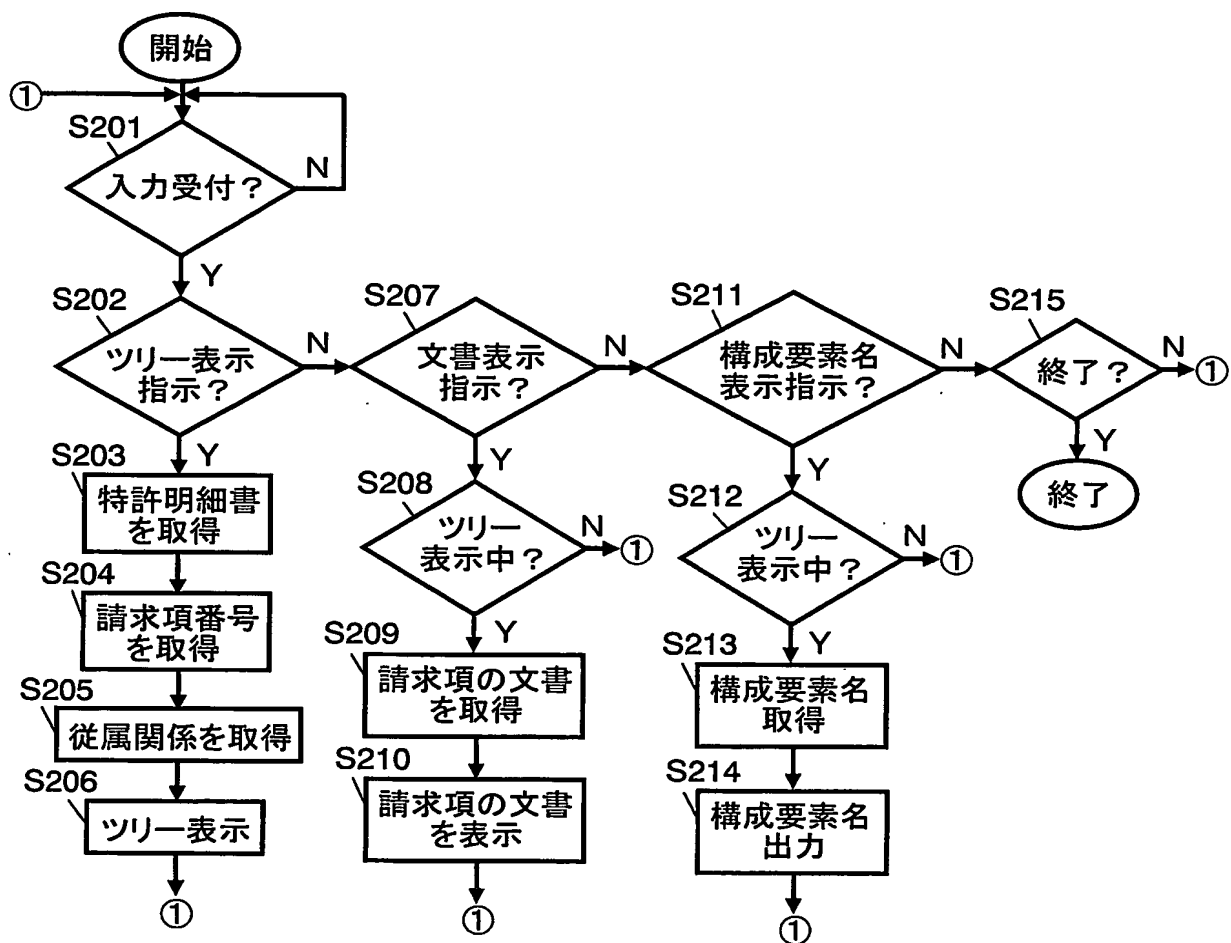 開始
①
S201
入力受付？
N
Y
S202
ツリー表示
指示？
N
Y
S203
特許明細書
を取得
S204
請求項番号
を取得
S205
従属関係を取得
S206
ツリー表示
①
S207
文書表示
指示？
N
Y
S208
ツリー
表示中？
N
①
Y
S209
請求項の文書
を取得
S210
請求項の文書
を表示
①
S211
構成要素名
表示指示？
N
Y
S212
ツリー
表示中？
N
①
Y
S213
構成要素名
取得
S214
構成要素名
出力
①
S215
終了？
N
①
Y
終了